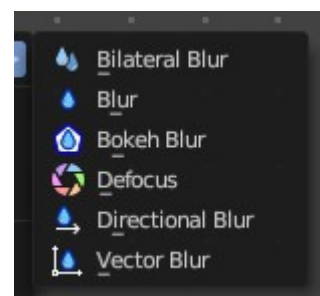 Bilateral Blur
Blur
Bokeh Blur
Defocus
Directional Blur
Vector Blur